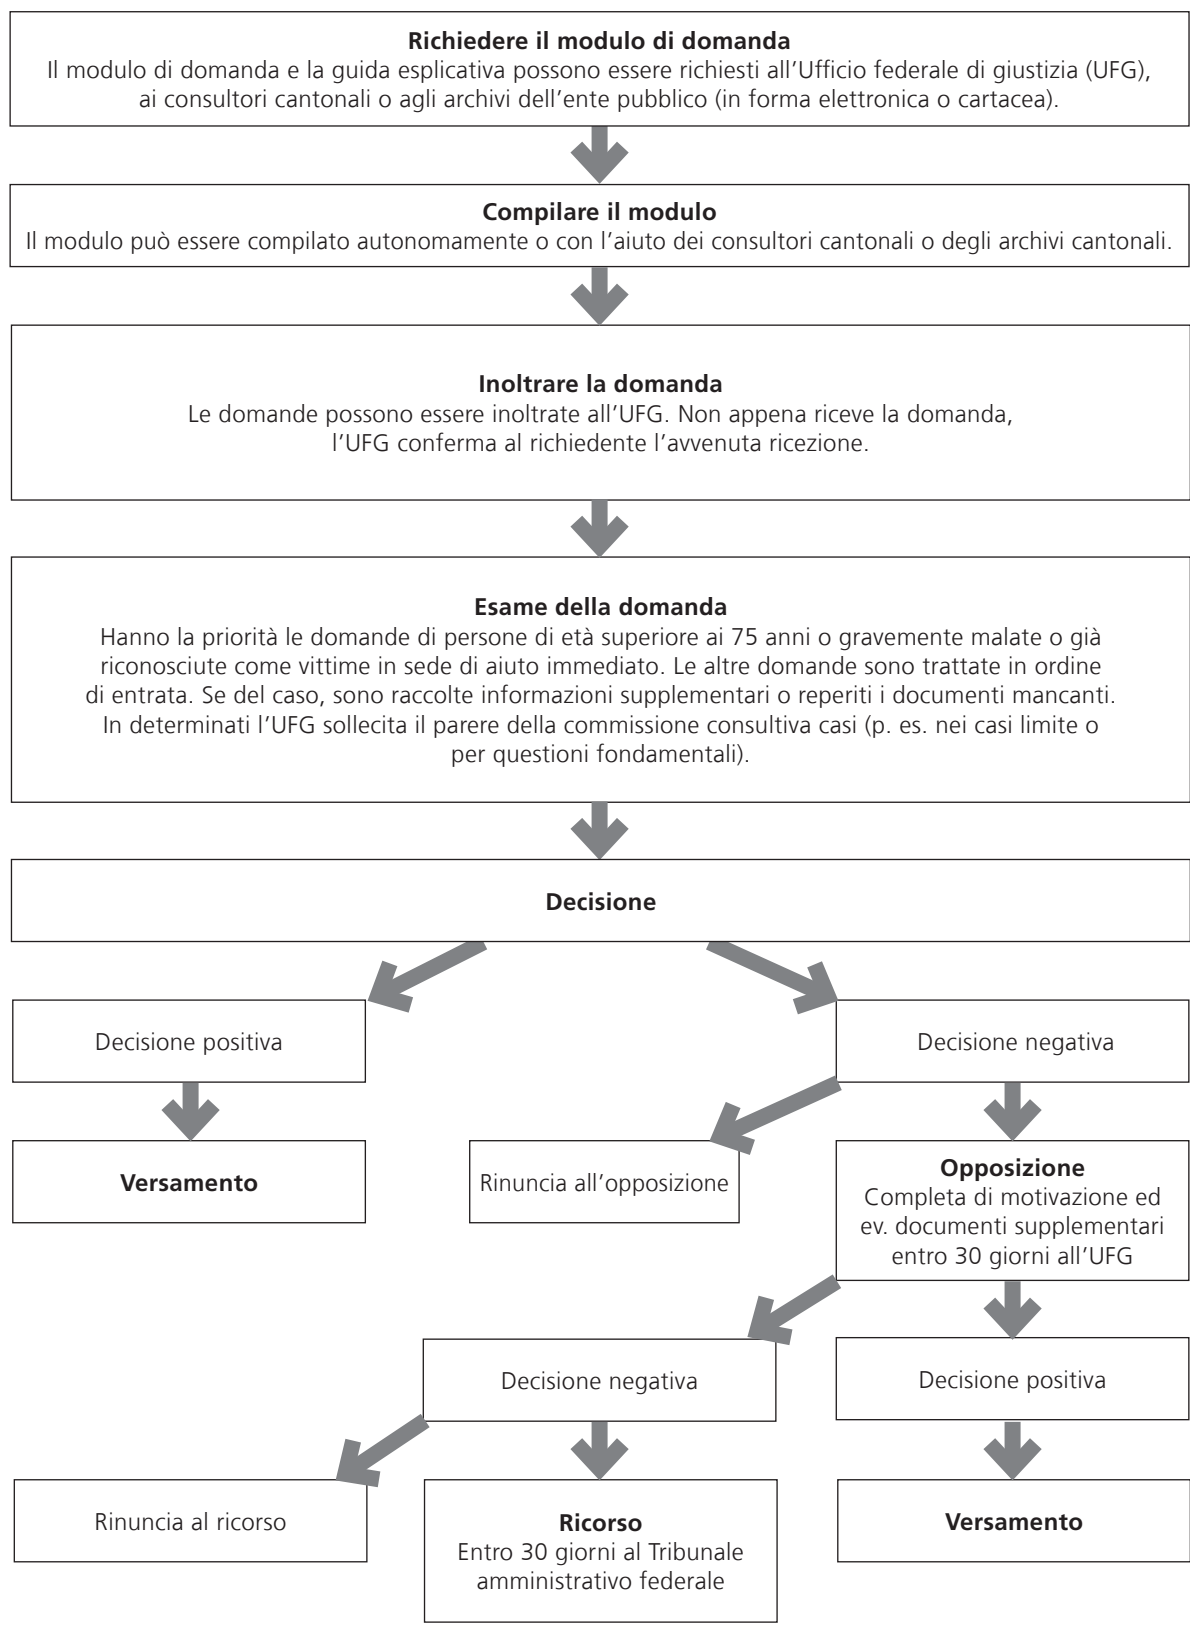 Richiedere il modulo di domanda
Il modulo di domanda e la guida esplicativa possono essere richiesti all'Ufficio federale di giustizia (UFG),
ai consultori cantonali o agli archivi dell'ente pubblico (in forma elettronica o cartacea).
Compilare il modulo
Il modulo può essere compilato autonomamente o con l'aiuto dei consultori cantonali o degli archivi cantonali.
Inoltrare la domanda
Le domande possono essere inoltrate all'UFG. Non appena riceve la domanda,
l'UFG conferma al richiedente l'avvenuta ricezione.
Esame della domanda
Hanno la priorità le domande di persone di età superiore ai 75 anni o gravemente malate o già
riconosciute come vittime in sede di aiuto immediato. Le altre domande sono trattate in ordine
di entrata. Se del caso, sono raccolte informazioni supplementari o reperiti i documenti mancanti.
In determinati l'UFG sollecita il parere della commissione consultiva casi (p. es. nei casi limite o
per questioni fondamentali).
Decisione
Decisione positiva
Decisione negativa
Versamento
Rinuncia all'opposizione
Opposizione
Completa di motivazione ed
ev. documenti supplementari
entro 30 giorni all'UFG
Decisione negativa
Decisione positiva
Rinuncia al ricorso
Ricorso
Entro 30 giorni al Tribunale
amministrativo federale
Versamento